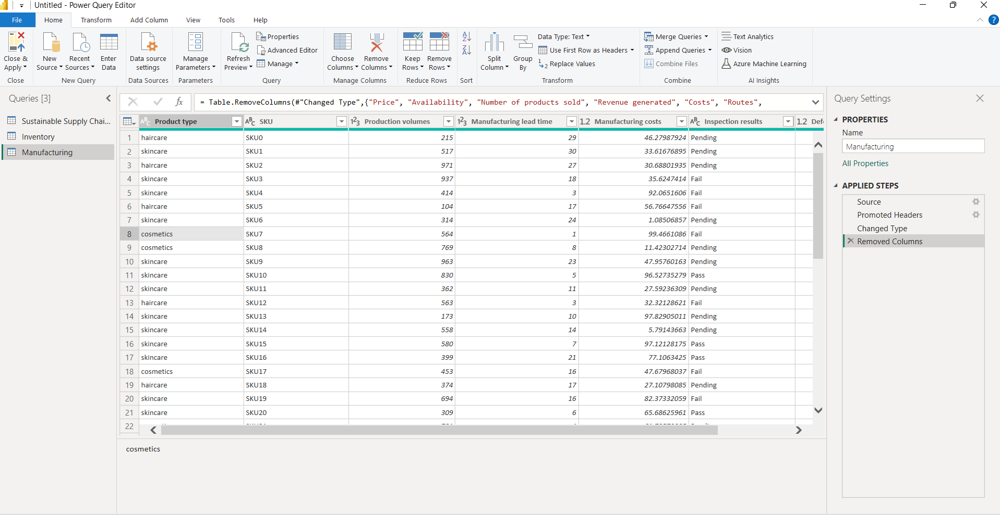 Untitled - Power Query Editor
File Home Transform Add Column View Tools Help
Close & Apply
New Source
Recent Sources
Enter Data
Data source settings
Manage Parameters
Refresh Preview
Properties
Advanced Editor
Manage
Choose Columns
Remove Columns
Keep Rows
Remove Rows
Split Column
Group By
Data Type: Text
Use First Row as Headers
Replace Values
Merge Queries
Append Queries
Combine Files
Text Analytics
Vision
Azure Machine Learning
Close New Query Data Sources Parameters Query Manage Columns Reduce Rows Sort Transform Combine AI Insights
Queries [3]
Sustainable Supply Chai...
Inventory
Manufacturing
= Table.RemoveColumns(#"Changed Type",{"Price", "Availability", "Number of products sold", "Revenue generated", "Costs", "Routes",
Product type SKU Production volumes Manufacturing lead time Manufacturing costs Inspection results
1 haircare SKU0 215 29 46.27987924 Pending
2 skincare SKU1 517 30 33.61676895 Pending
3 haircare SKU2 971 27 30.68801935 Pending
4 skincare SKU3 937 18 35.6247414 Fail
5 skincare SKU4 414 3 92.0651606 Fail
6 haircare SKU5 104 17 56.76647556 Fail
7 skincare SKU6 314 24 1.08506857 Pending
8 cosmetics SKU7 564 1 99.4661086 Fail
9 cosmetics SKU8 769 8 11.42302714 Pending
10 skincare SKU9 963 23 47.95760163 Pending
11 skincare SKU10 830 5 96.52735279 Pass
12 skincare SKU11 362 11 27.59236309 Pending
13 haircare SKU12 563 3 32.32128621 Fail
14 skincare SKU13 173 10 97.82905011 Pending
15 skincare SKU14 558 14 5.79143663 Pending
16 skincare SKU15 580 7 97.12128175 Pass
17 skincare SKU16 399 21 77.1063425 Pass
18 cosmetics SKU17 453 16 47.67968037 Fail
19 haircare SKU18 374 17 27.10798085 Pending
20 skincare SKU19 694 16 82.37332059 Fail
21 skincare SKU20 309 6 65.68625961 Pass
22
cosmetics
Query Settings
PROPERTIES
Name
Manufacturing
All Properties
APPLIED STEPS
Source
Promoted Headers
Changed Type
Removed Columns